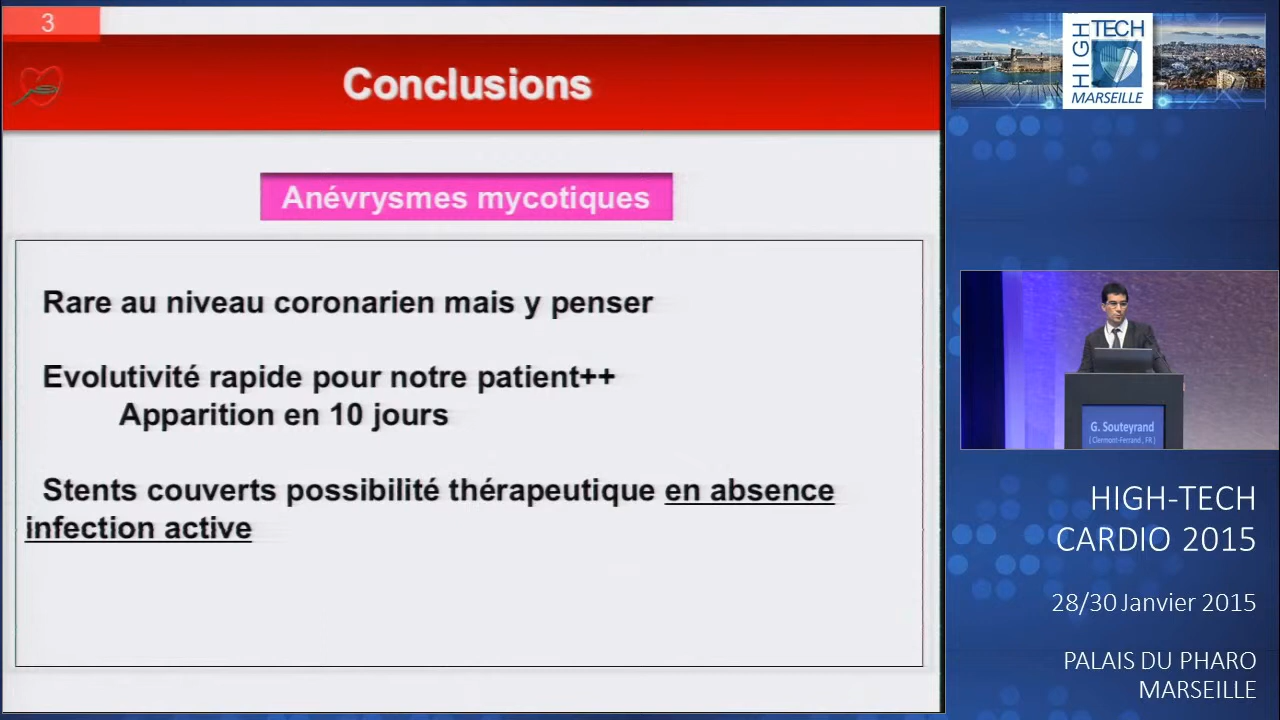 3
Conclusions
Anévrysmes mycotiques
Rare au niveau coronarien mais y penser
Evolutivité rapide pour notre patient++
Apparition en 10 jours
Stents couverts possibilité thérapeutique en absence
infection active
HIGH TECH
MARSEILLE
G. Souteyrand
( Clermont-Ferrand , FR )
HIGH-TECH
CARDIO 2015
28/30 Janvier 2015
PALAIS DU PHARO
MARSEILLE